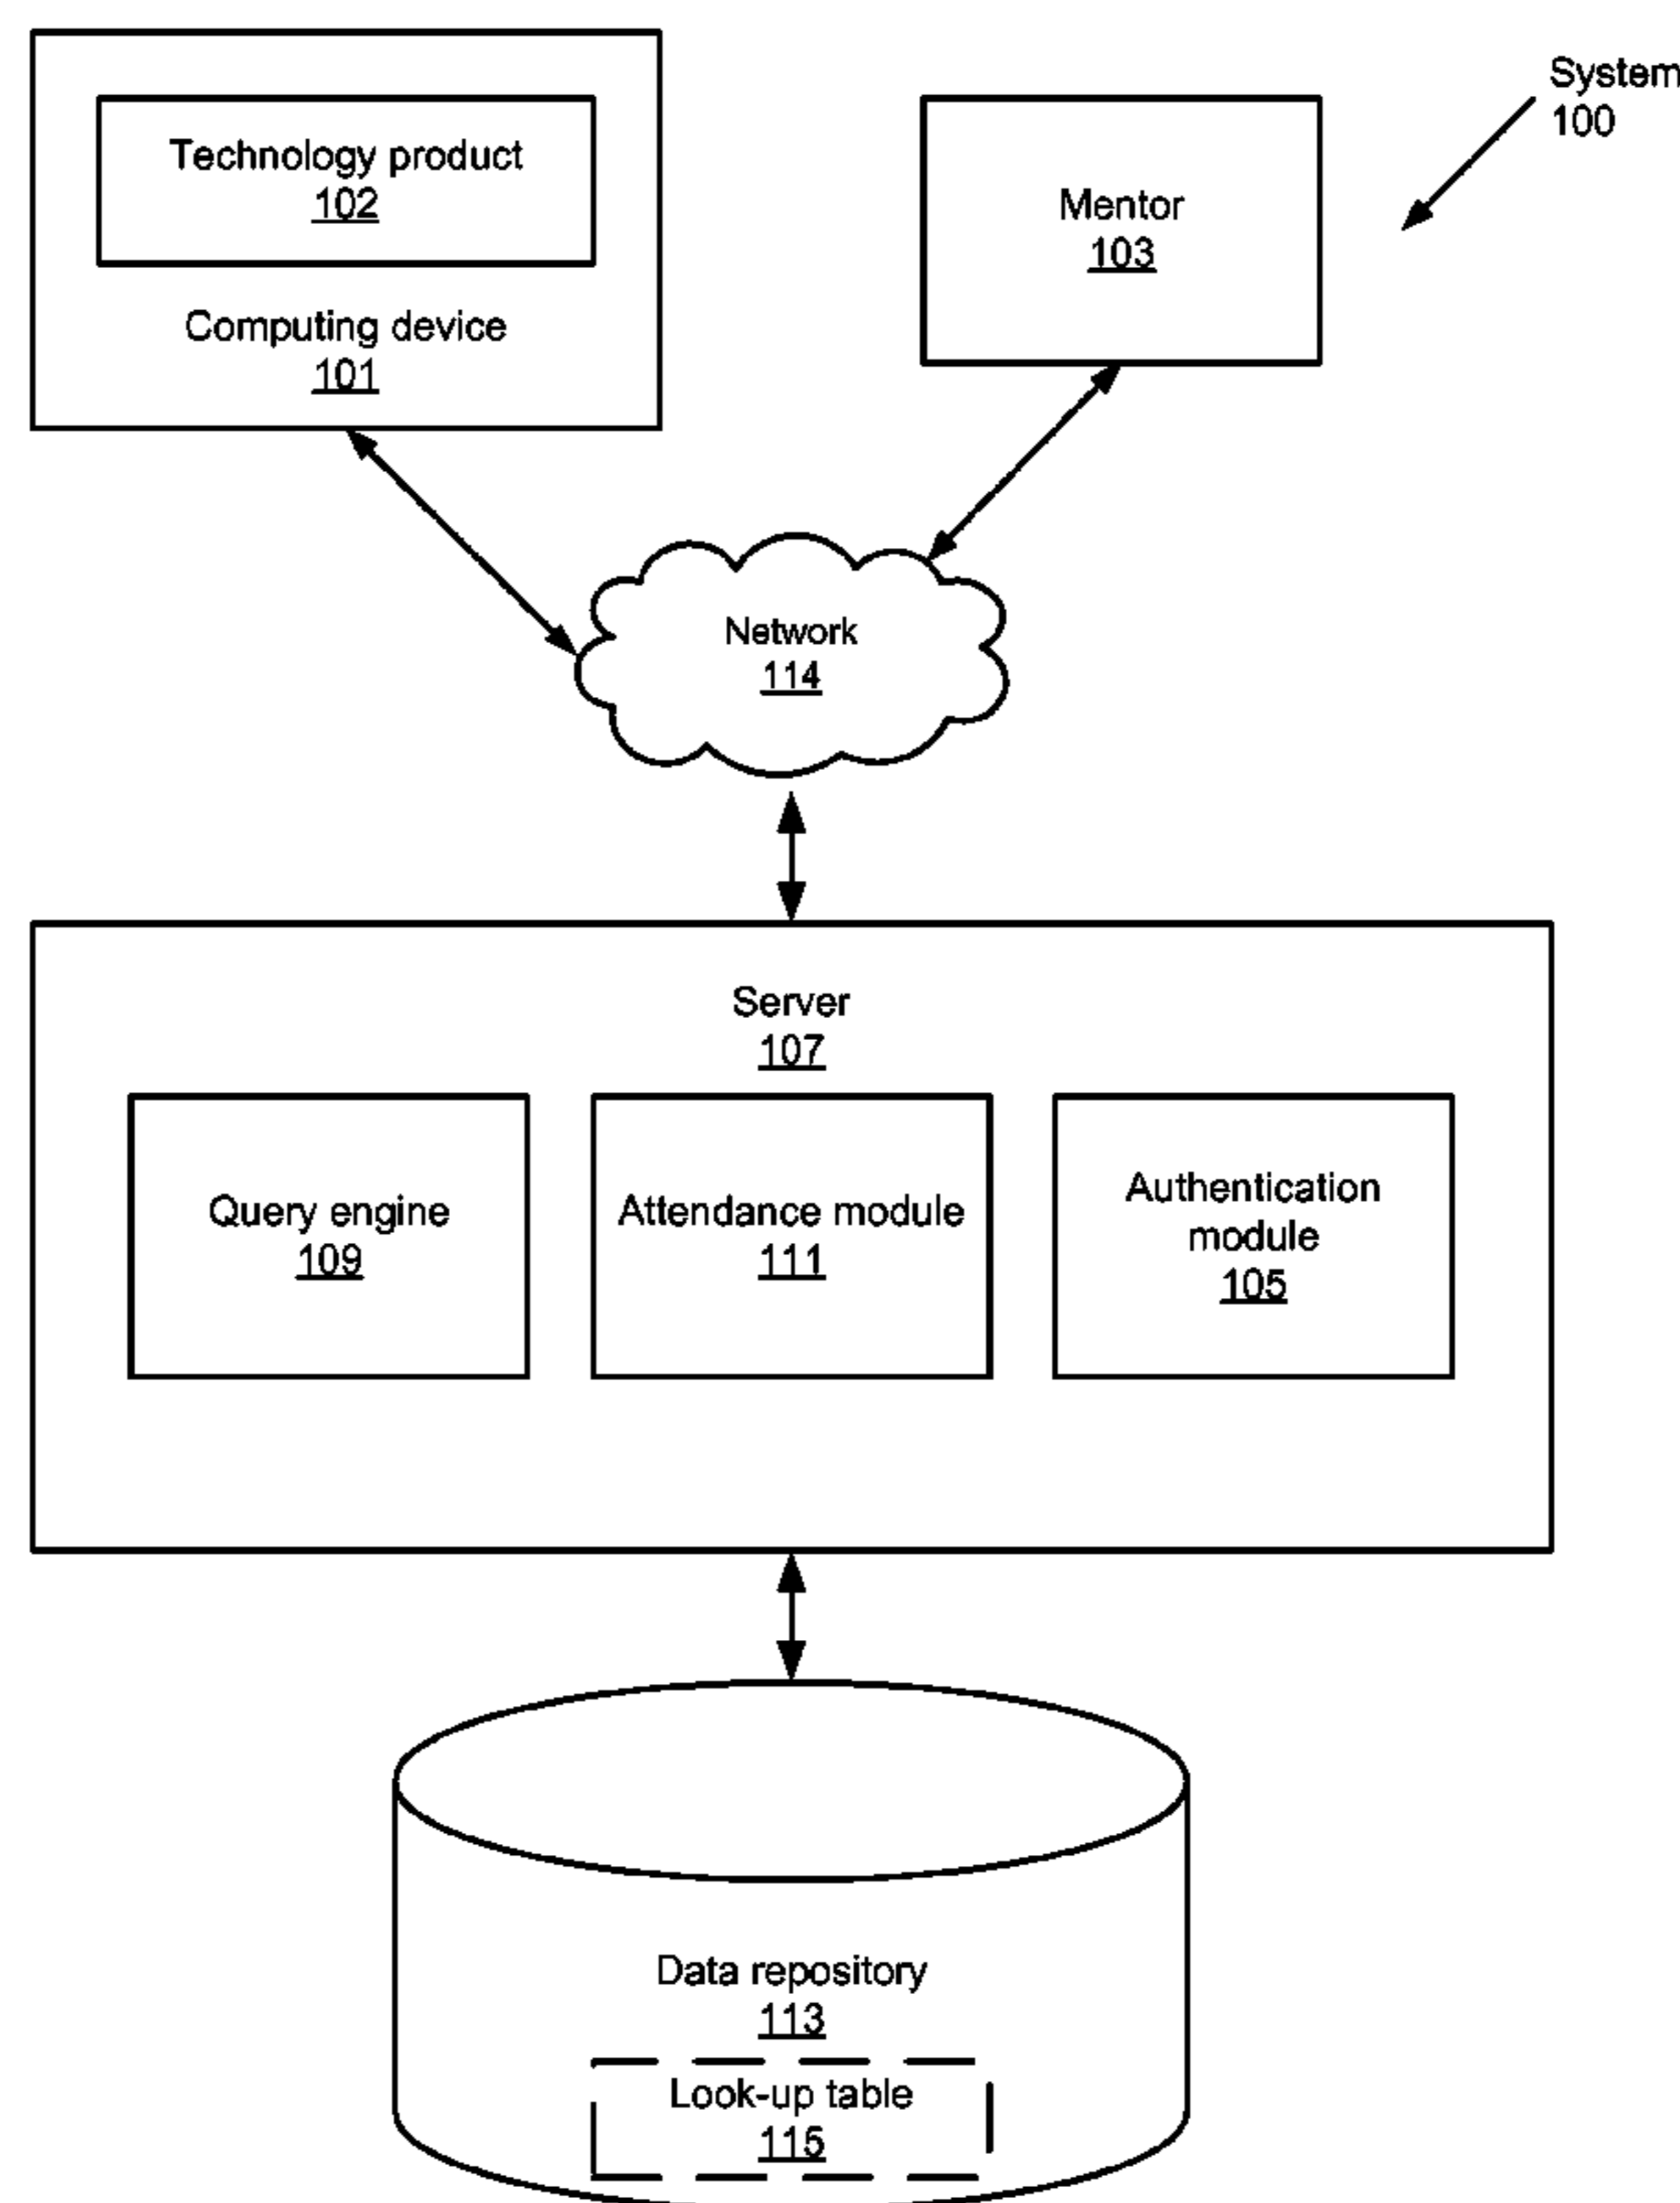 System
100
Technology product
102
Computing device
101
Mentor
103
Network
114
Server
107
Query engine
109
Attendance module
111
Authentication
module
105
Data repository
113
Look-up table
115